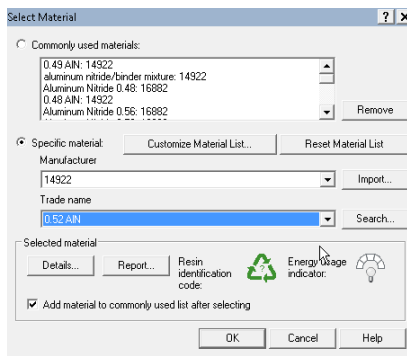 Select Material
Commonly used materials:
0.49 AlN: 14922
aluminum nitride/binder mixture: 14922
Aluminum Nitride 0.48: 16882
0.48 AlN: 14922
Aluminum Nitride 0.56: 16882
Remove
Specific material:
Customize Material List...
Reset Material List
Manufacturer
14922
Import...
Trade name
0.52 AlN
Search...
Selected material
Details...
Report...
Resin
identification
code:
?
Energy usage
indicator:
Add material to commonly used list after selecting
OK
Cancel
Help